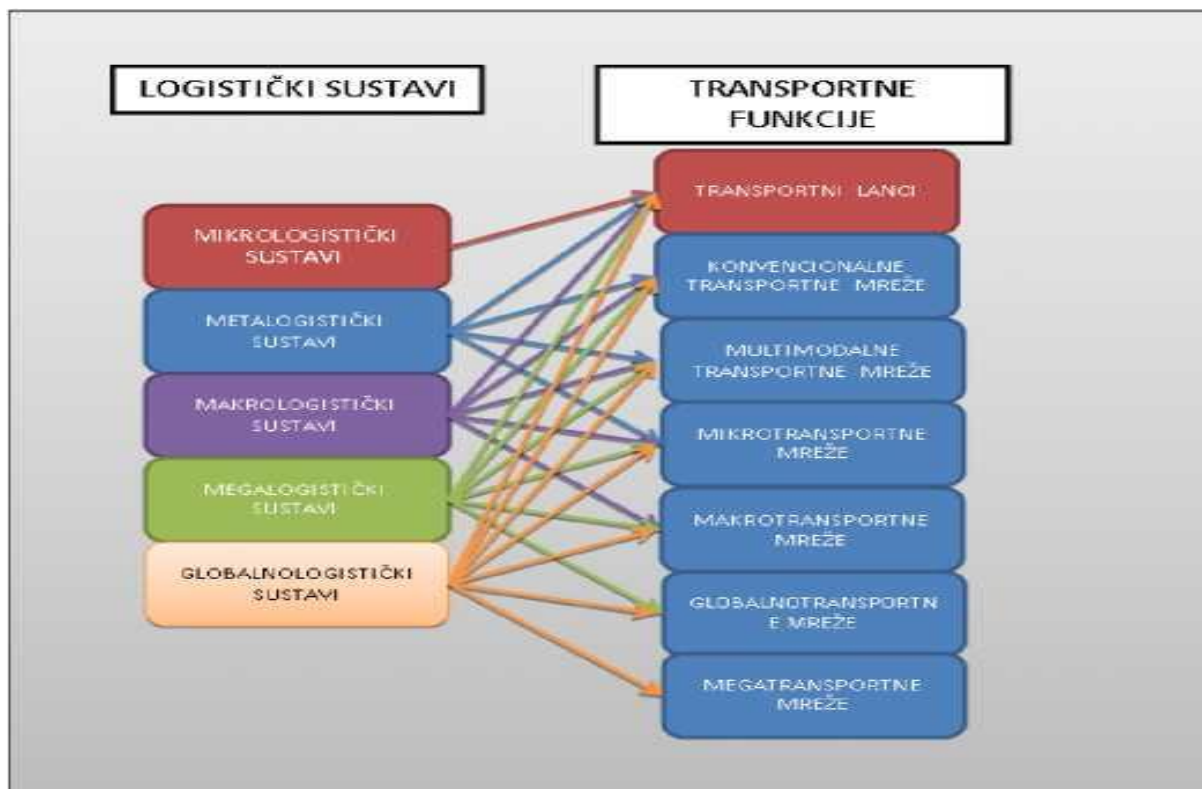 LOGISTIČKI SUSTAVI
MIKROLOGISTIČKI
SUSTAVI
METALOGISTIČKI
SUSTAVI
MAKROLOGISTIČKI
SUSTAVI
MEGALOGISTIČKI
SUSTAVI
GLOBALNOLOGISTIČKI
SUSTAVI
TRANSPORTNE
FUNKCIJE
TRANSPORTNI LANCI
KONVENCIONALNE
TRANSPORTNE MREŽE
MULTIMODALNE
TRANSPORTNE MREŽE
MIKROTRANSPORTNE
MREŽE
MAKROTRANSPORTNE
MREŽE
GLOBALNOTRANSPORTN
E MREŽE
MEGATRANSPORTNE
MREŽE